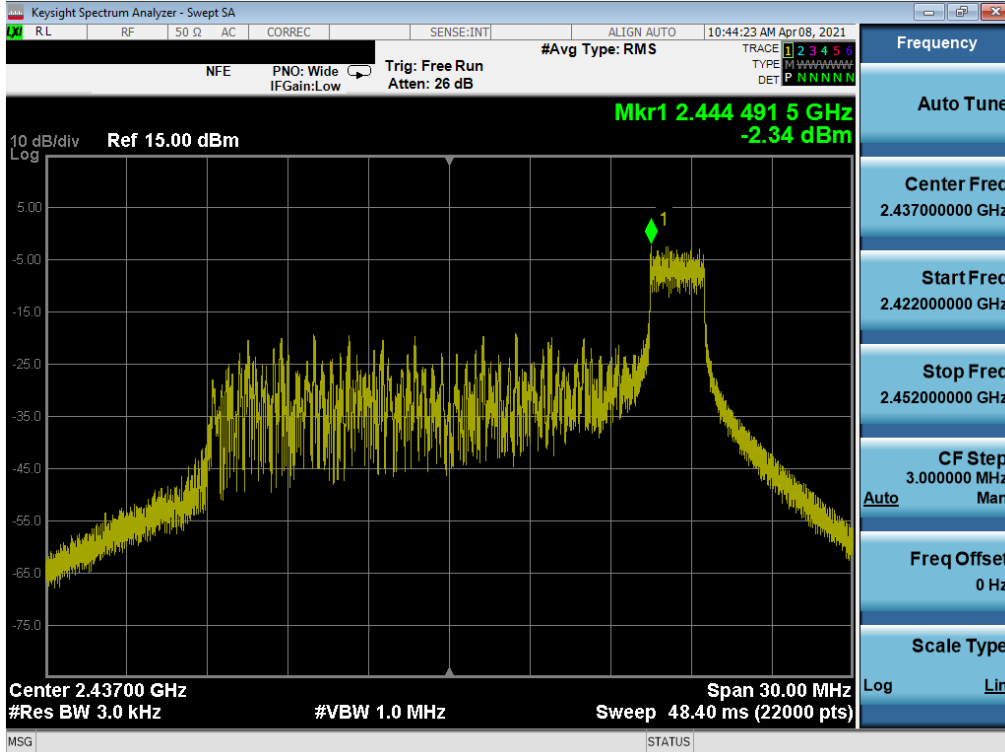 Keysight Spectrum Analyzer - Swept SA
LXI RL RF 50 Ω AC CORREC SENSE:INT ALIGN AUTO 10:44:23 AM Apr 08, 2021
NFE PNO: Wide IFGain:Low Trig: Free Run Atten: 26 dB #Avg Type: RMS
TRACE 1 2 3 4 5 6
TYPE M WWWWW
DET P N N N N N
Mkr1 2.444 491 5 GHz
-2.34 dBm
10 dB/div Ref 15.00 dBm
Log
1
5.00
-5.00
-15.0
-25.0
-35.0
-45.0
-55.0
-65.0
-75.0
Center 2.43700 GHz Span 30.00 MHz
#Res BW 3.0 kHz #VBW 1.0 MHz Sweep 48.40 ms (22000 pts)
MSG STATUS
Frequency
Auto Tune
Center Freq
2.437000000 GHz
Start Freq
2.422000000 GHz
Stop Freq
2.452000000 GHz
CF Step
3.000000 MHz
Auto Man
Freq Offset
0 Hz
Scale Type
Log Lin